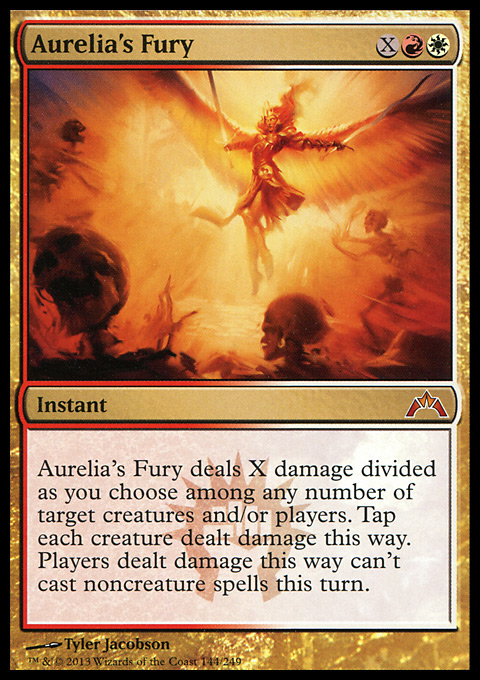 Aurelia's Fury X
Instant
Aurelia's Fury deals X damage divided
as you choose among any number of
target creatures and/or players. Tap
each creature dealt damage this way.
Players dealt damage this way can't
cast noncreature spells this turn.
Tyler Jacobson
™ & © 2013 Wizards of the Coast 144/249